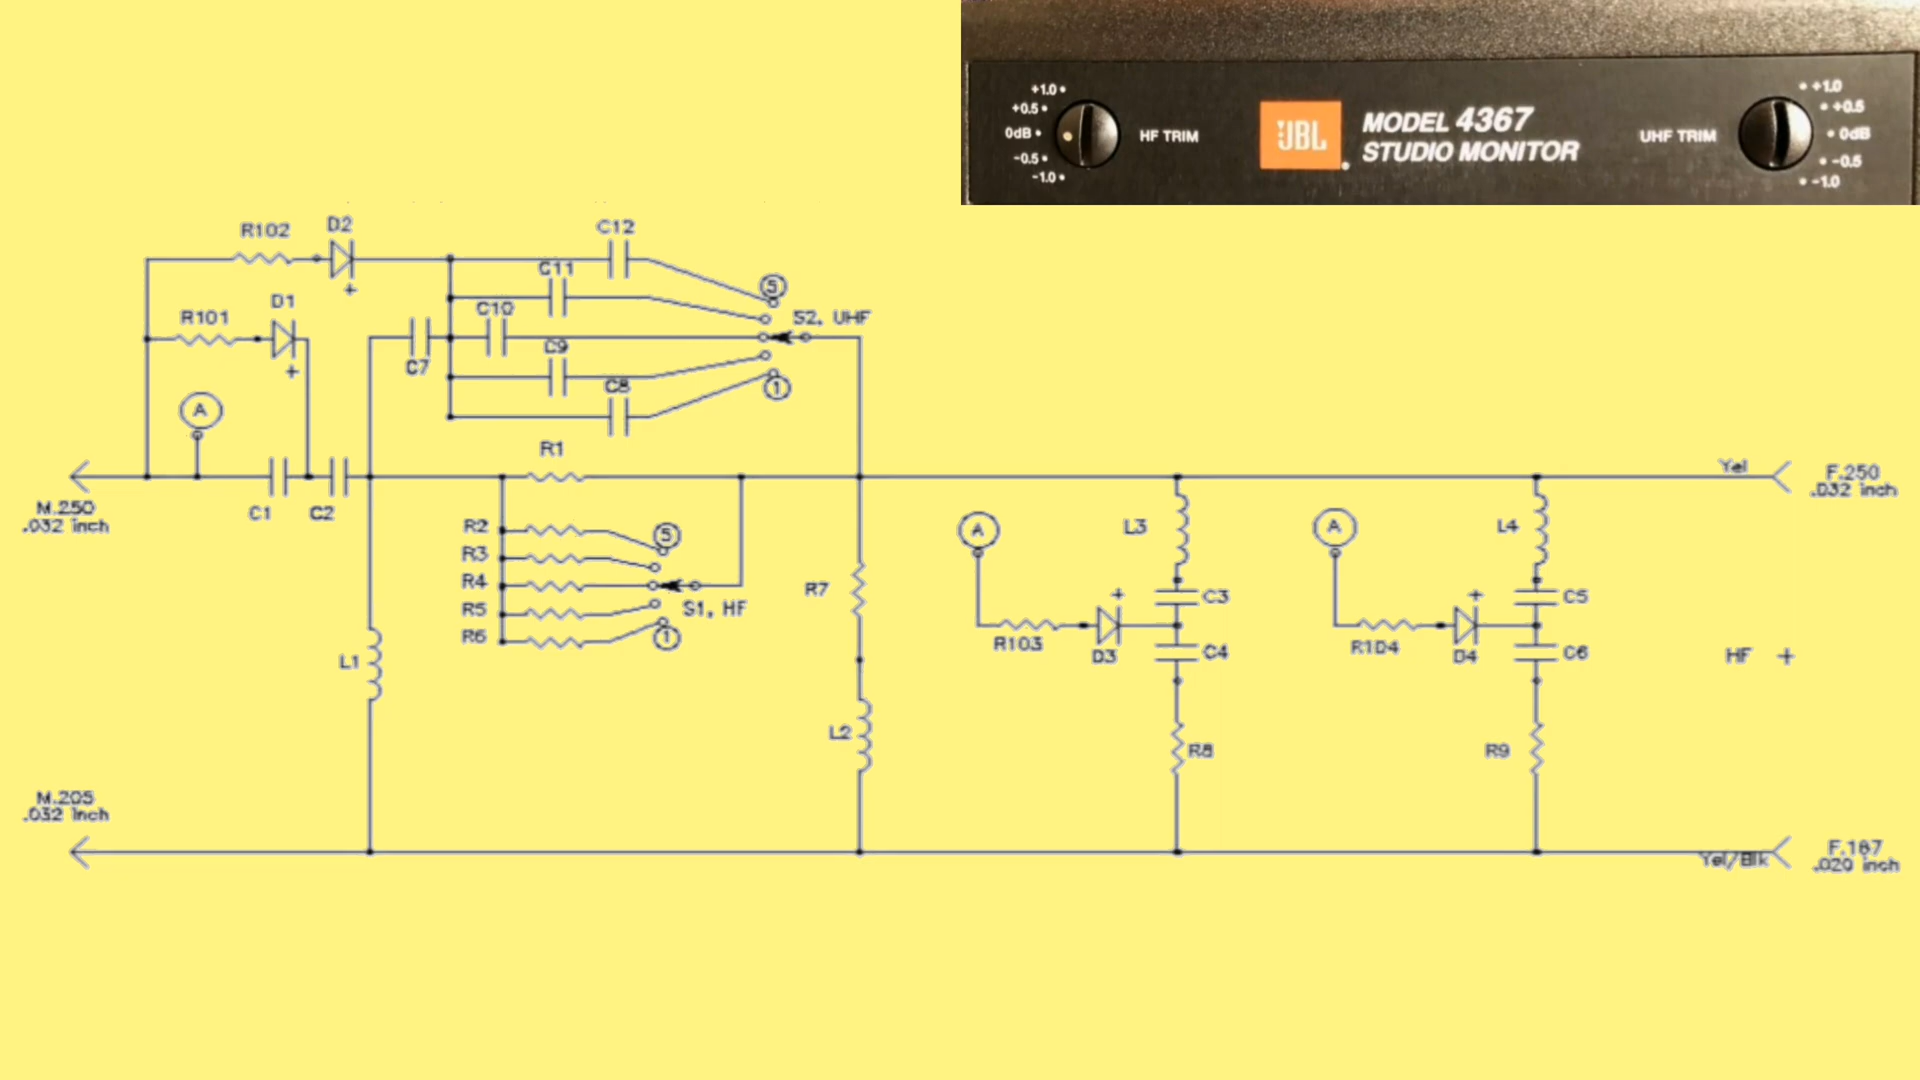 +1.0
+0.5
0dB
-0.5
-1.0
HF TRIM
JBL
MODEL 4367
STUDIO MONITOR
UHF TRIM
+1.0
+0.5
0dB
-0.5
-1.0
R102
D2
+
C12
C11
5
R101
D1
+
C10
S2, UHF
C7
C9
C8
1
A
R1
M.250
.032 inch
C1
C2
R2
R3
R4
R5
R6
5
S1, HF
1
L1
R7
L2
A
L3
R103
+
D3
C3
C4
R8
A
L4
R104
+
D4
C5
C6
R9
Yel
F.250
.032 inch
HF +
M.205
.032 inch
Yel/Blk
F.187
.020 inch